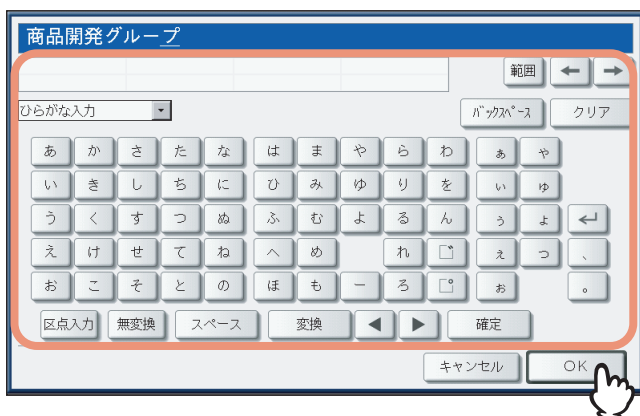 商品開発グループ
範囲 ← →
ひらがな入力 バックスペース クリア
あ か さ た な は ま や ら わ ぁ ゃ
い き し ち に ひ み ゆ り を ぃ ゅ
う く す つ ぬ ふ む よ る ん ぅ ょ
え け せ て ね へ め れ ゛ ぇ っ 、
お こ そ と の ほ も ー ろ ゜ ぉ 。
区点入力 無変換 スペース 変換 ◀ ▶ 確定
キャンセル OK